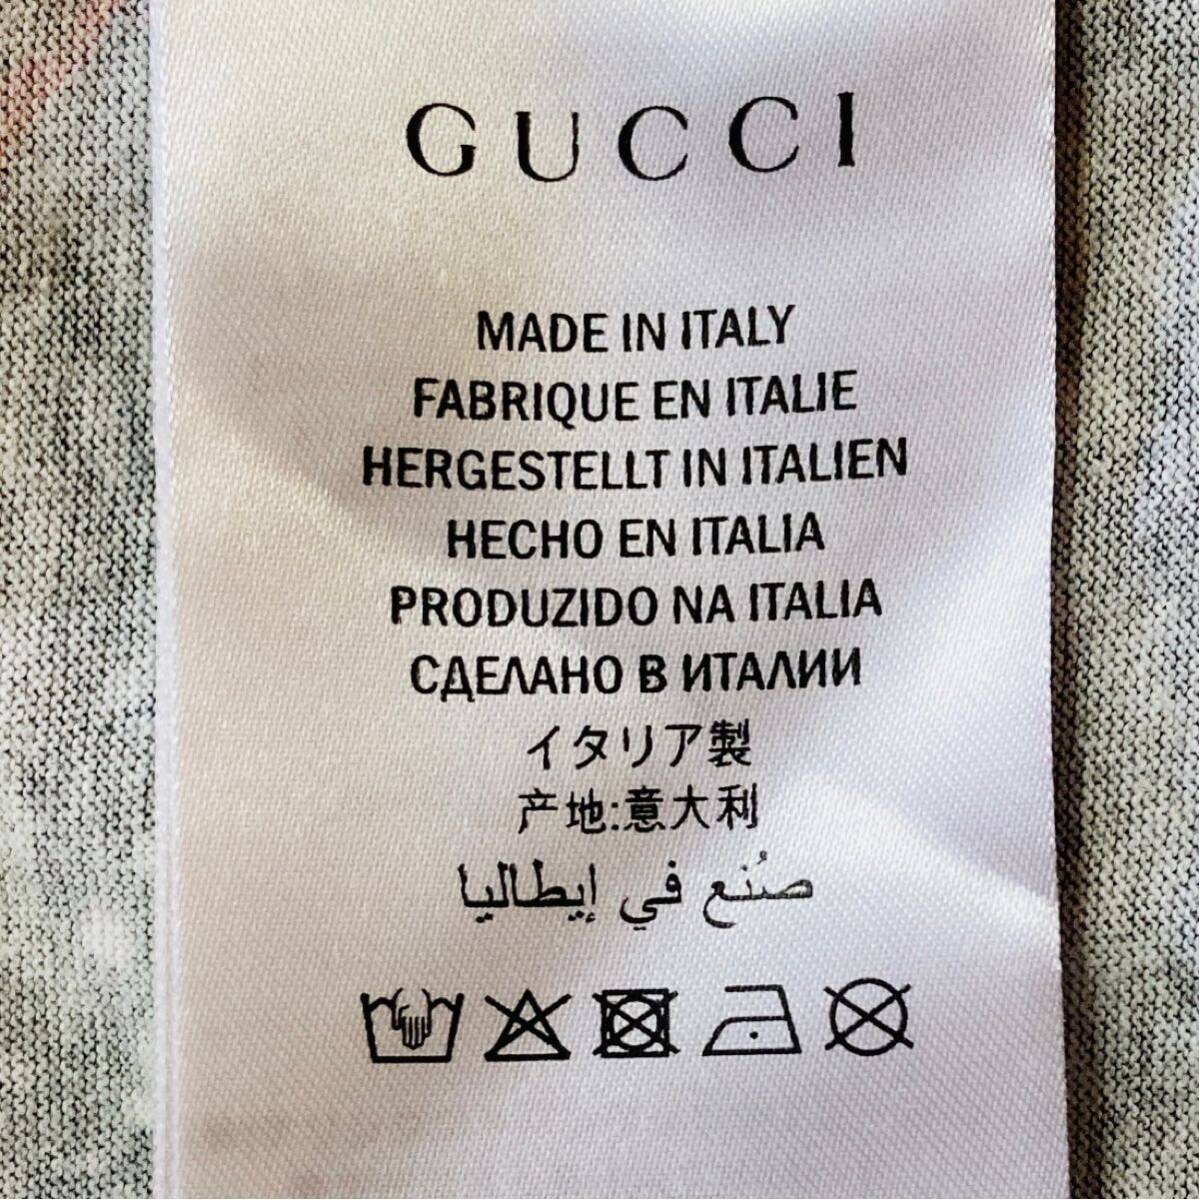 GUCCI
MADE IN ITALY
FABRIQUE EN ITALIE
HERGESTELLT IN ITALIEN
HECHO EN ITALIA
PRODUZIDO NA ITALIA
СДЕЛАНО В ИТАЛИИ
イタリア製
产地:意大利
صُنع في إيطاليا